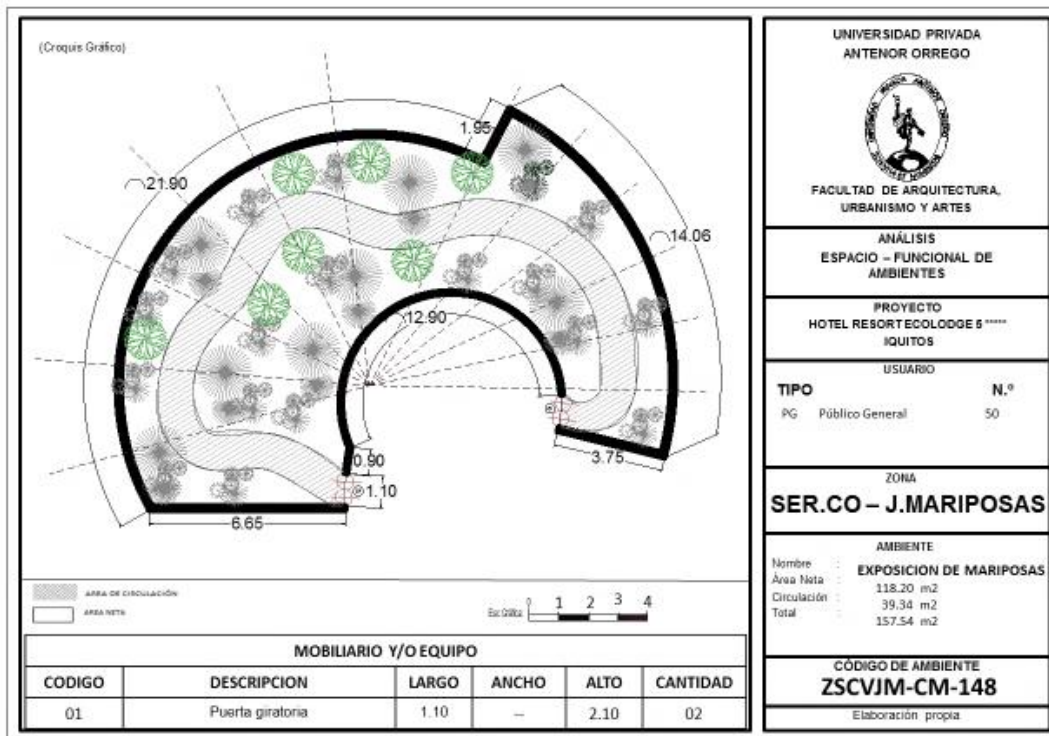 (Croquis Gráfico)
1.95
21.90
14.06
12.90
0.90
1.10
3.75
6.65
AREA DE CIRCULACIÓN
AREA NETA
Esc Gráfica 0 1 2 3 4
MOBILIARIO Y/O EQUIPO
CODIGO DESCRIPCION LARGO ANCHO ALTO CANTIDAD
01 Puerta giratoria 1.10 – 2.10 02
UNIVERSIDAD PRIVADA
ANTENOR ORREGO
FACULTAD DE ARQUITECTURA,
URBANISMO Y ARTES
ANÁLISIS
ESPACIO – FUNCIONAL DE
AMBIENTES
PROYECTO
HOTEL RESORT ECOLODGE 5 *****
IQUITOS
USUARIO
TIPO N.º
PG Público General 50
ZONA
SER.CO – J.MARIPOSAS
AMBIENTE
Nombre : EXPOSICION DE MARIPOSAS
Área Neta : 118.20 m2
Circulación : 39.34 m2
Total : 157.54 m2
CÓDIGO DE AMBIENTE
ZSCVJM-CM-148
Elaboración propia